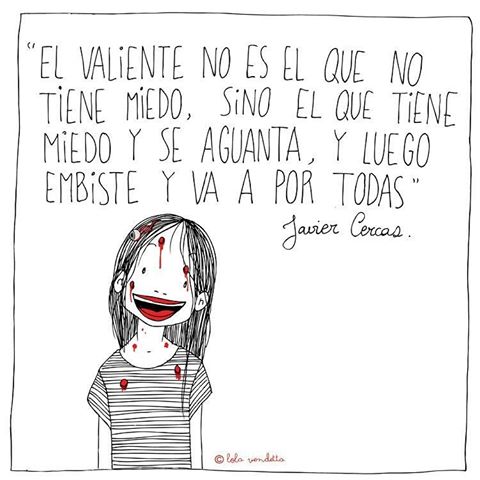 “EL VALIENTE NO ES EL QUE NO
TIENE MIEDO, SINO EL QUE TIENE
MIEDO Y SE AGUANTA, Y LUEGO
EMBISTE Y VA A POR TODAS”
Javier Cercas.
© lola vendetta